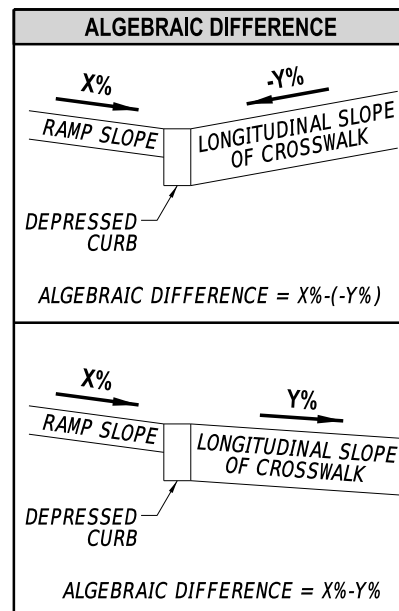 ALGEBRAIC DIFFERENCE
X%
-Y%
RAMP SLOPE
LONGITUDINAL SLOPE
OF CROSSWALK
DEPRESSED
CURB
ALGEBRAIC DIFFERENCE = X%-(-Y%)
X%
Y%
RAMP SLOPE
LONGITUDINAL SLOPE
OF CROSSWALK
DEPRESSED
CURB
ALGEBRAIC DIFFERENCE = X%-Y%